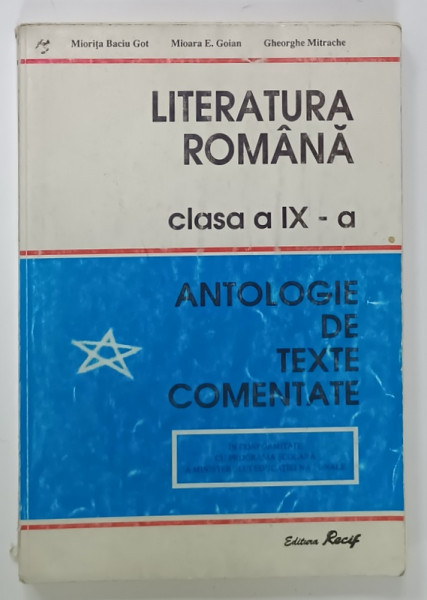 Miorița Baciu Got Mioara E. Goian Gheorghe Mitrache
LITERATURA
ROMÂNĂ
clasa a IX - a
ANTOLOGIE
DE
TEXTE
COMENTATE
Editura Recif